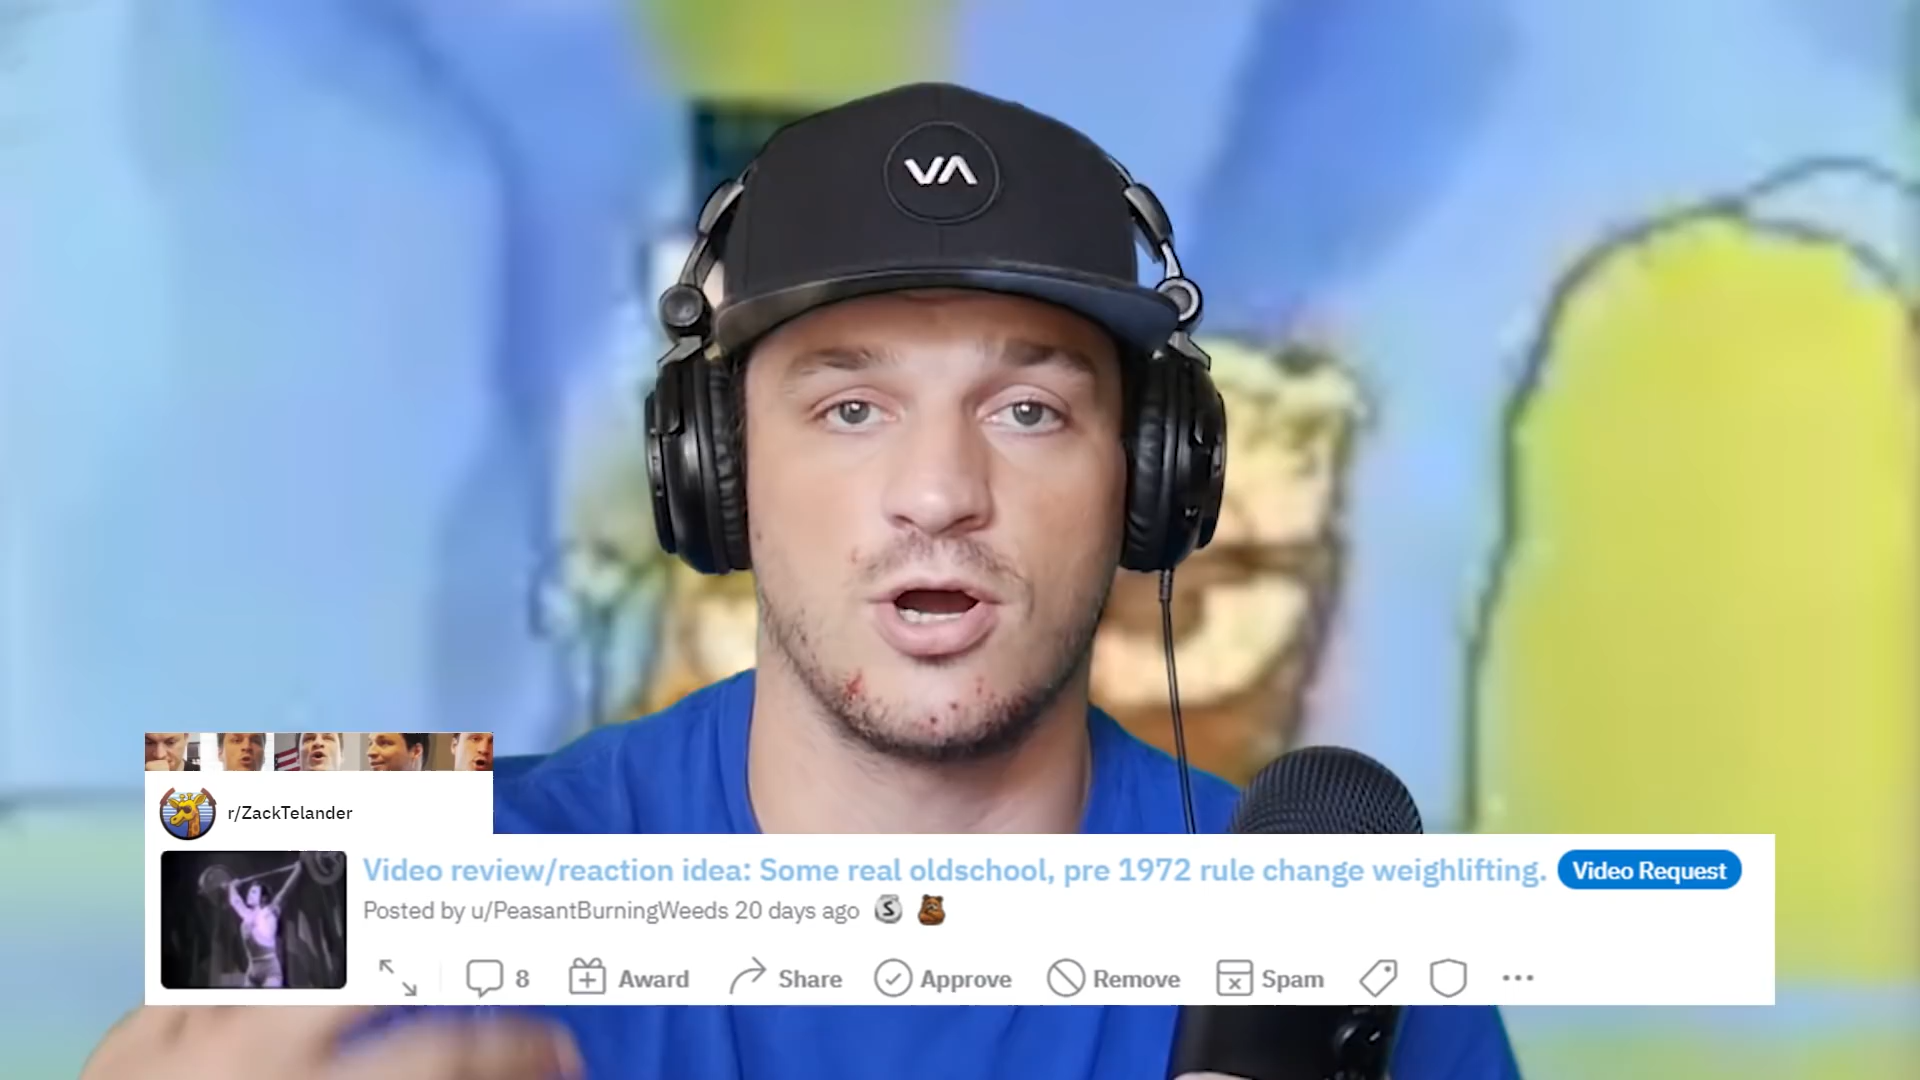 VA
r/ZackTelander
Video review/reaction idea: Some real oldschool, pre 1972 rule change weighlifting. Video Request
Posted by u/PeasantBurningWeeds 20 days ago S
8 Award Share Approve Remove Spam